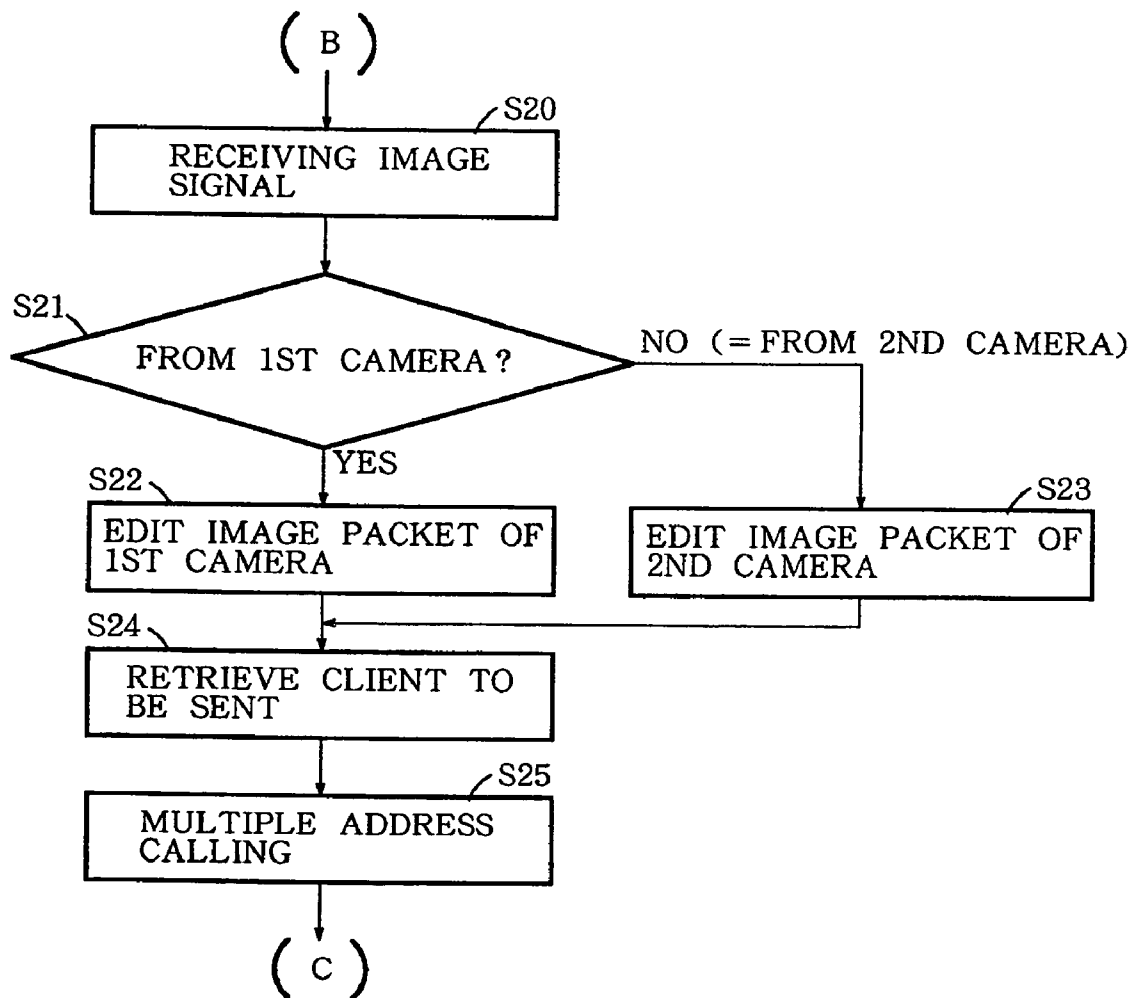 (B)
S20
RECEIVING IMAGE
SIGNAL
S21
FROM 1ST CAMERA?
NO (=FROM 2ND CAMERA)
YES
S22
EDIT IMAGE PACKET OF
1ST CAMERA
S23
EDIT IMAGE PACKET OF
2ND CAMERA
S24
RETRIEVE CLIENT TO
BE SENT
S25
MULTIPLE ADDRESS
CALLING
(C)